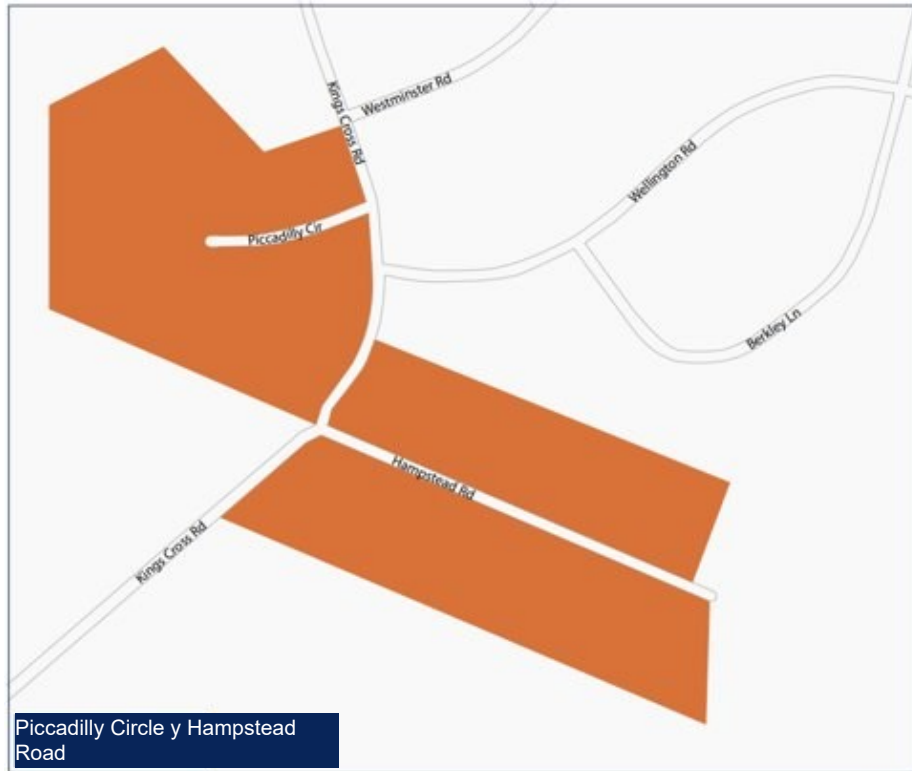 Kings Cross Rd
Westminster Rd
Wellington Rd
Piccadilly Cir
Berkley Ln
Hampstead Rd
Kings Cross Rd
Piccadilly Circle y Hampstead
Road